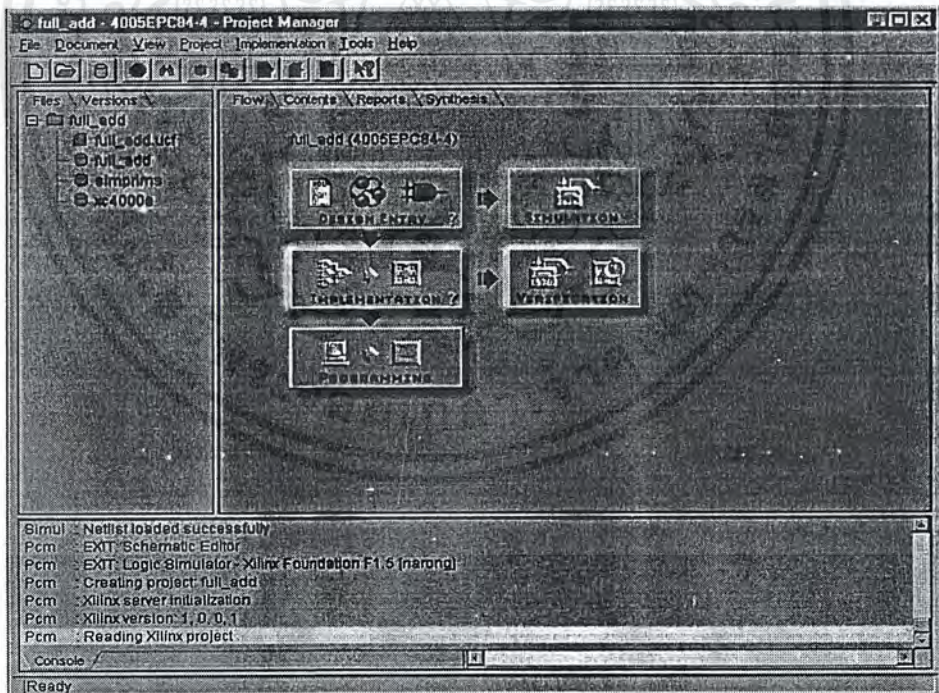 full_add - 4005EPC84-4 - Project Manager
File Document View Project Implementation Tools Help
Files Versions
full_add
full_add.ucf
full_add
simprims
xc4000e
Flow Contents Reports Synthesis
full_add (4005EPC84-4)
DESIGN ENTRY ?
SIMULATION
IMPLEMENTATION ?
VERIFICATION
PROGRAMMING
Simul : Netlist loaded successfully
Pcm : EXIT: Schematic Editor
Pcm : EXIT: Logic Simulator - Xilinx Foundation F1.5 [narong]
Pcm : Creating project: full_add
Pcm : Xilinx server initialization
Pcm : Xilinx version: 1, 0, 0, 1
Pcm : Reading Xilinx project
Console
Ready